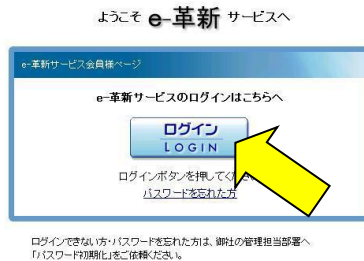 ようこそ e-革新 サービスへ
e-革新サービス会員様ページ
e-革新サービスのログインはこちらへ
ログイン
LOGIN
ログインボタンを押してく
パスワードを忘れた方
ログインできない方・パスワードを忘れた方は、御社の管理担当部署へ
「パスワード初期化」をご依頼ください。